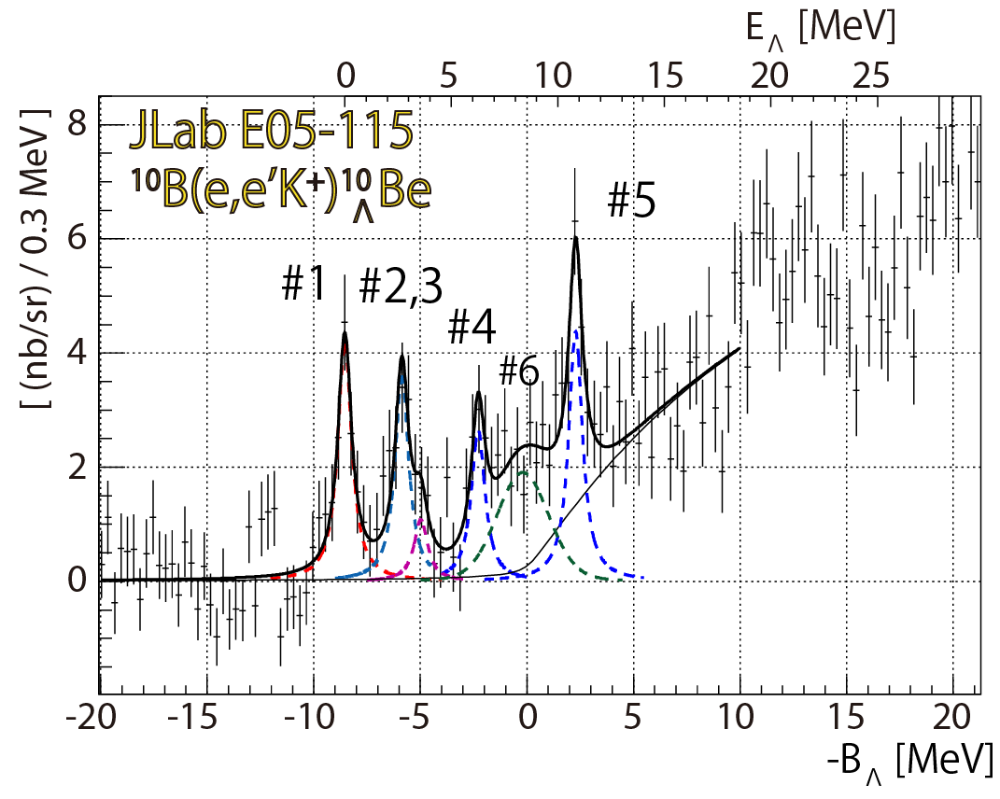 E_Λ [MeV]
0 5 10 15 20 25
[ (nb/sr) / 0.3 MeV ]
8
6
4
2
0
JLab E05-115
¹⁰B(e,e′K⁺)¹⁰_ΛBe
#1
#2,3
#4
#6
#5
-20 -15 -10 -5 0 5 10 15 20
-B_Λ [MeV]